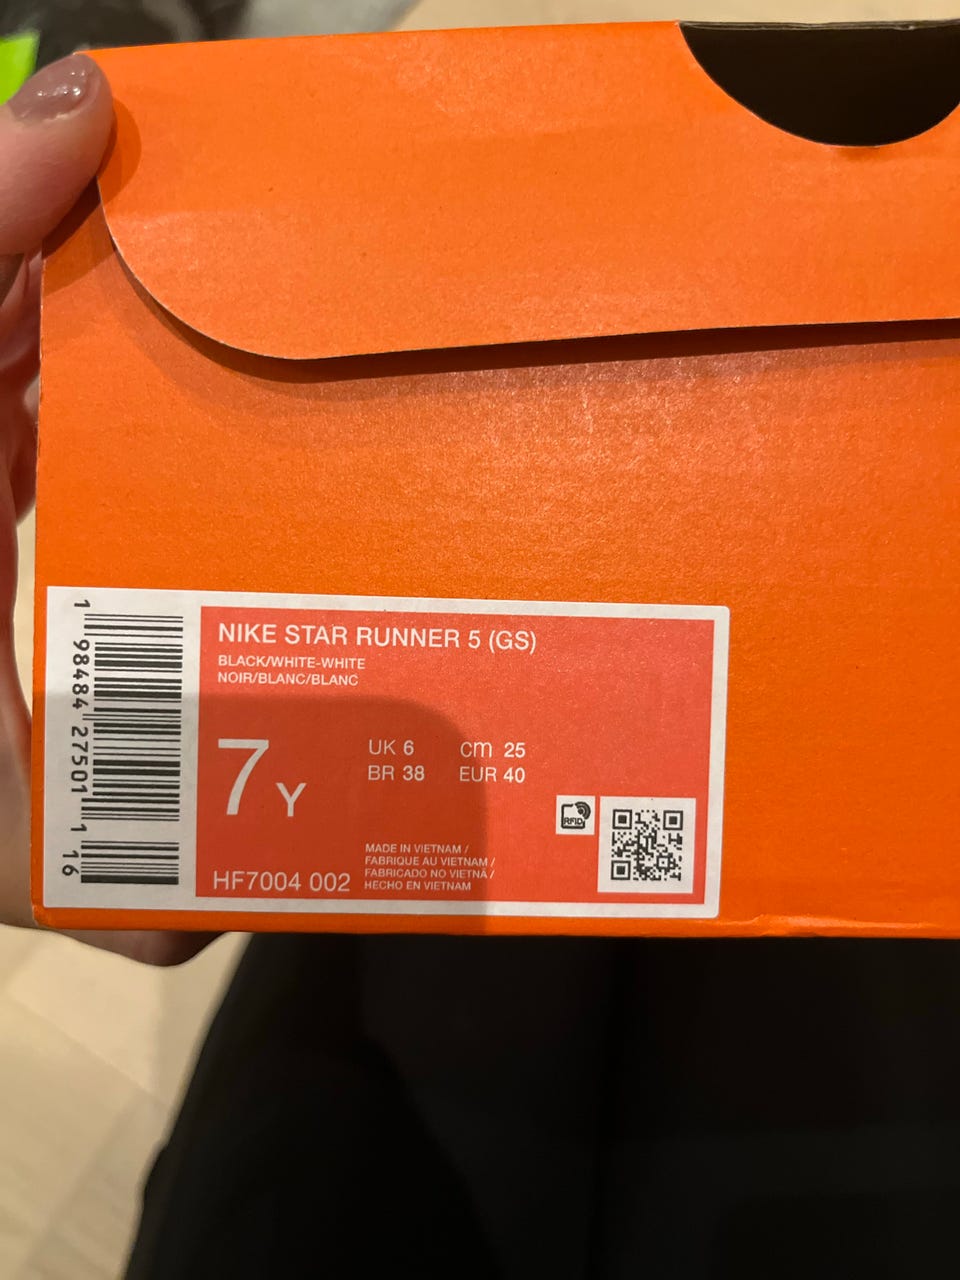 NIKE STAR RUNNER 5 (GS)
BLACK/WHITE-WHITE
NOIR/BLANC/BLANC
7 Y
UK 6 cm 25
BR 38 EUR 40
RFID
MADE IN VIETNAM /
FABRIQUE AU VIETNAM /
FABRICADO NO VIETNÃ /
HECHO EN VIETNAM
HF7004 002
1 98484 27501 1 16